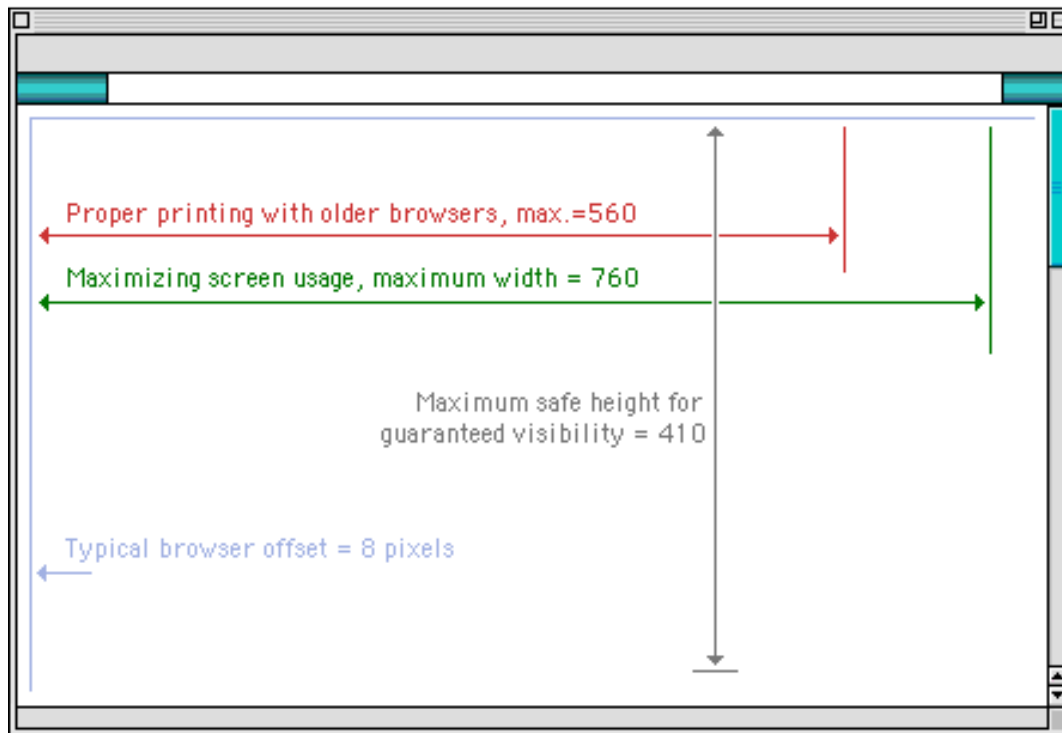 Proper printing with older browsers, max.=560
Maximizing screen usage, maximum width = 760
Maximum safe height for
guaranteed visibility = 410
Typical browser offset = 8 pixels